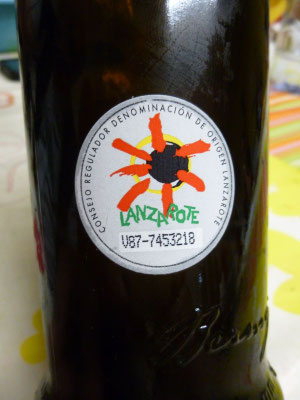 CONSEJO REGULADOR DENOMINACIÓN DE ORIGEN LANZAROTE
LANZAROTE
V87-7453218